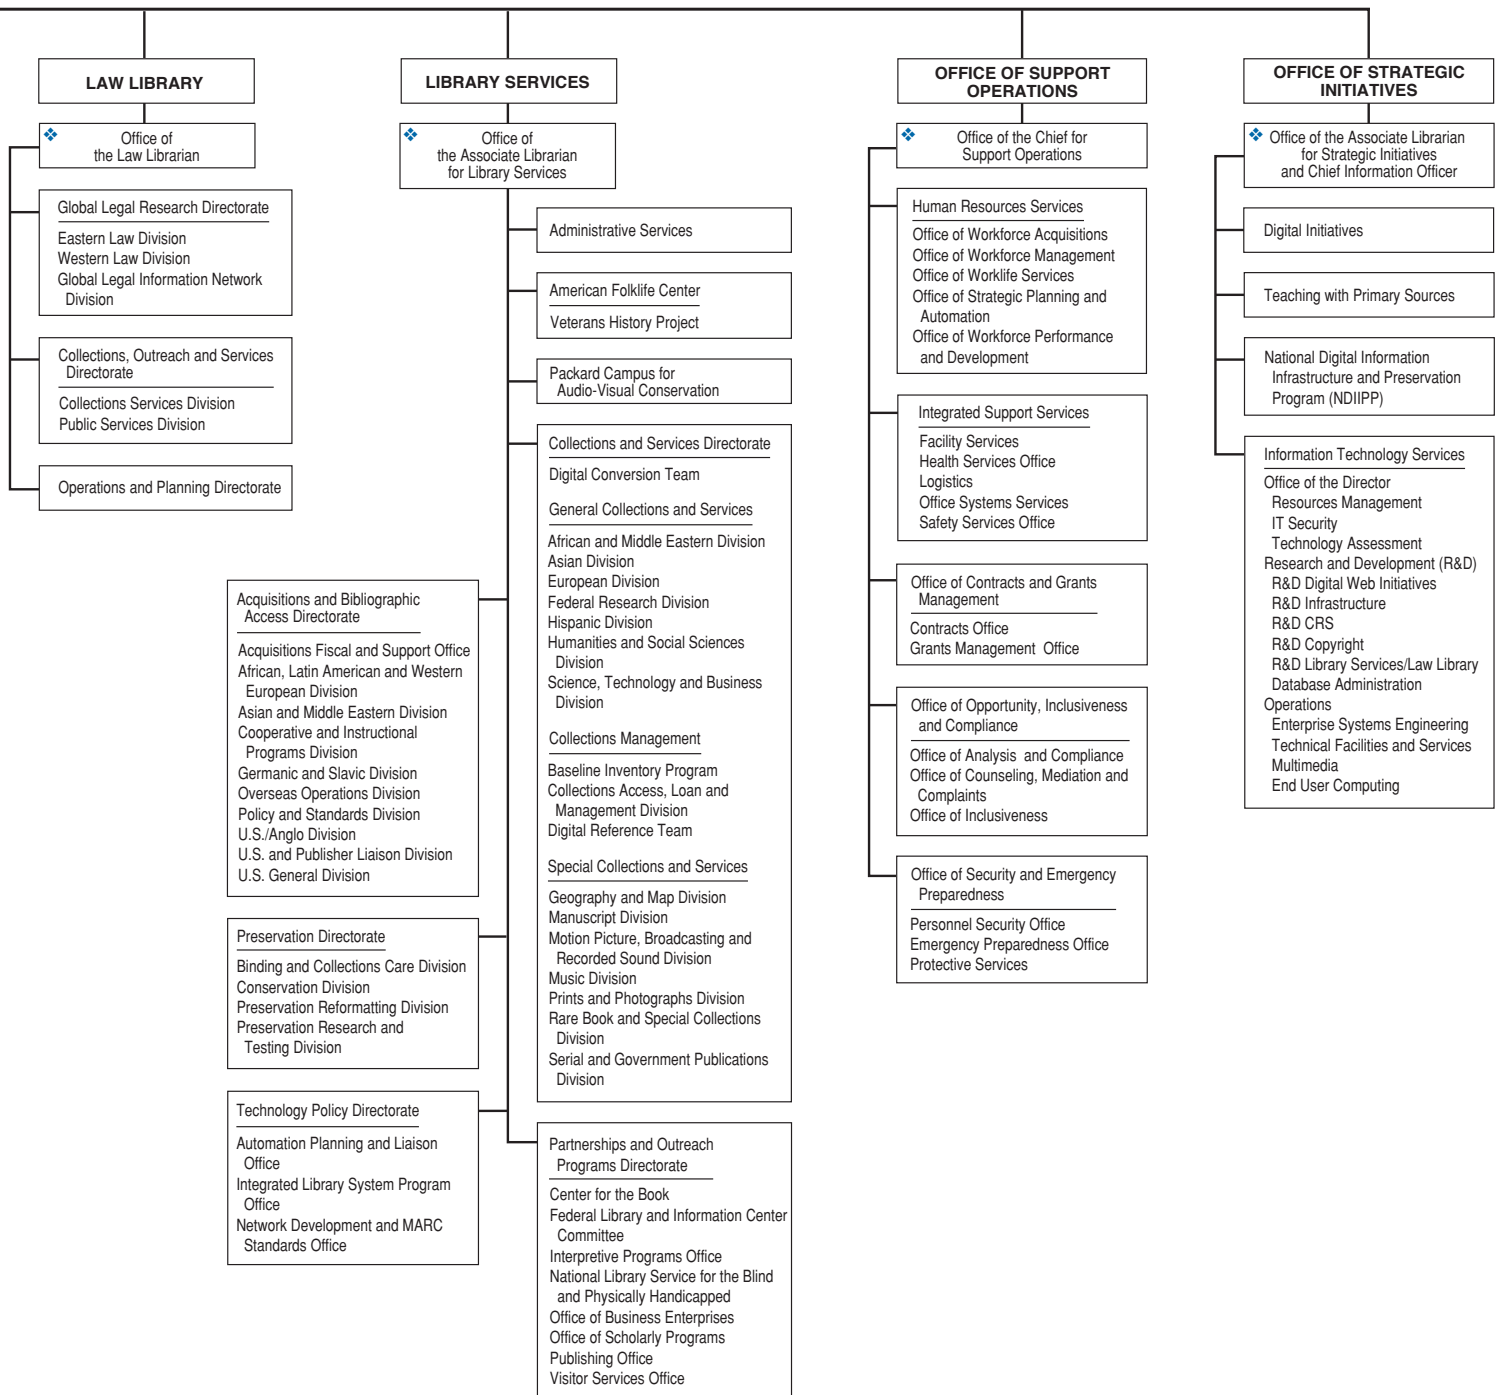 LAW LIBRARY
Office of
the Law Librarian
Global Legal Research Directorate
Eastern Law Division
Western Law Division
Global Legal Information Network
Division
Collections, Outreach and Services
Directorate
Collections Services Division
Public Services Division
Operations and Planning Directorate
LIBRARY SERVICES
Office of
the Associate Librarian
for Library Services
Administrative Services
American Folklife Center
Veterans History Project
Packard Campus for
Audio-Visual Conservation
Collections and Services Directorate
Digital Conversion Team
General Collections and Services
African and Middle Eastern Division
Asian Division
European Division
Federal Research Division
Hispanic Division
Humanities and Social Sciences
Division
Science, Technology and Business
Division
Collections Management
Baseline Inventory Program
Collections Access, Loan and
Management Division
Digital Reference Team
Special Collections and Services
Geography and Map Division
Manuscript Division
Motion Picture, Broadcasting and
Recorded Sound Division
Music Division
Prints and Photographs Division
Rare Book and Special Collections
Division
Serial and Government Publications
Division
Acquisitions and Bibliographic
Access Directorate
Acquisitions Fiscal and Support Office
African, Latin American and Western
European Division
Asian and Middle Eastern Division
Cooperative and Instructional
Programs Division
Germanic and Slavic Division
Overseas Operations Division
Policy and Standards Division
U.S./Anglo Division
U.S. and Publisher Liaison Division
U.S. General Division
Preservation Directorate
Binding and Collections Care Division
Conservation Division
Preservation Reformatting Division
Preservation Research and
Testing Division
Technology Policy Directorate
Automation Planning and Liaison
Office
Integrated Library System Program
Office
Network Development and MARC
Standards Office
Partnerships and Outreach
Programs Directorate
Center for the Book
Federal Library and Information Center
Committee
Interpretive Programs Office
National Library Service for the Blind
and Physically Handicapped
Office of Business Enterprises
Office of Scholarly Programs
Publishing Office
Visitor Services Office
OFFICE OF SUPPORT
OPERATIONS
Office of the Chief for
Support Operations
Human Resources Services
Office of Workforce Acquisitions
Office of Workforce Management
Office of Worklife Services
Office of Strategic Planning and
Automation
Office of Workforce Performance
and Development
Integrated Support Services
Facility Services
Health Services Office
Logistics
Office Systems Services
Safety Services Office
Office of Contracts and Grants
Management
Contracts Office
Grants Management Office
Office of Opportunity, Inclusiveness
and Compliance
Office of Analysis and Compliance
Office of Counseling, Mediation and
Complaints
Office of Inclusiveness
Office of Security and Emergency
Preparedness
Personnel Security Office
Emergency Preparedness Office
Protective Services
OFFICE OF STRATEGIC
INITIATIVES
Office of the Associate Librarian
for Strategic Initiatives
and Chief Information Officer
Digital Initiatives
Teaching with Primary Sources
National Digital Information
Infrastructure and Preservation
Program (NDIIPP)
Information Technology Services
Office of the Director
Resources Management
IT Security
Technology Assessment
Research and Development (R&D)
R&D Digital Web Initiatives
R&D Infrastructure
R&D CRS
R&D Copyright
R&D Library Services/Law Library
Database Administration
Operations
Enterprise Systems Engineering
Technical Facilities and Services
Multimedia
End User Computing